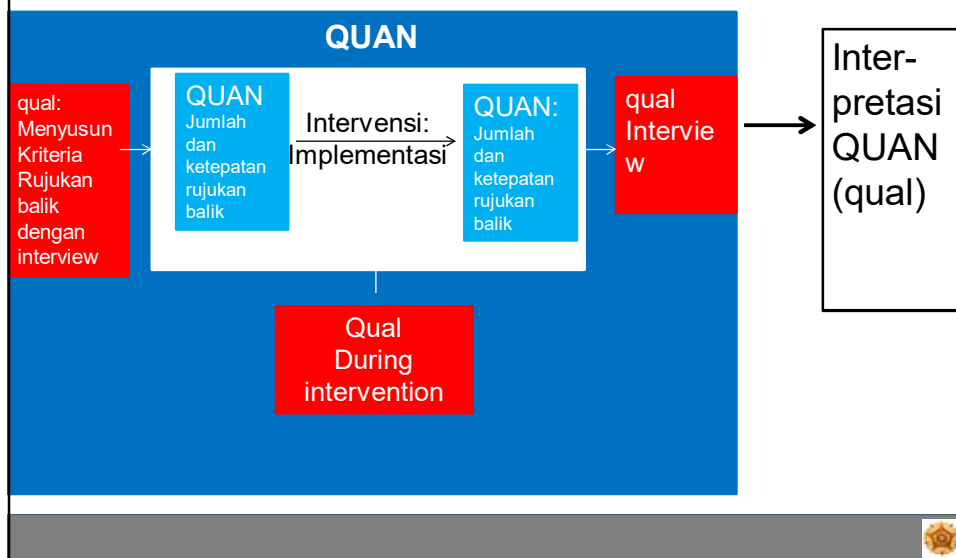 QUAN
qual:
Menyusun
Kriteria
Rujukan
balik
dengan
interview
QUAN
Jumlah
dan
ketepatan
rujukan
balik
Intervensi:
Implementasi
QUAN:
Jumlah
dan
ketepatan
rujukan
balik
qual
Intervie
w
Qual
During
intervention
Inter-
pretasi
QUAN
(qual)